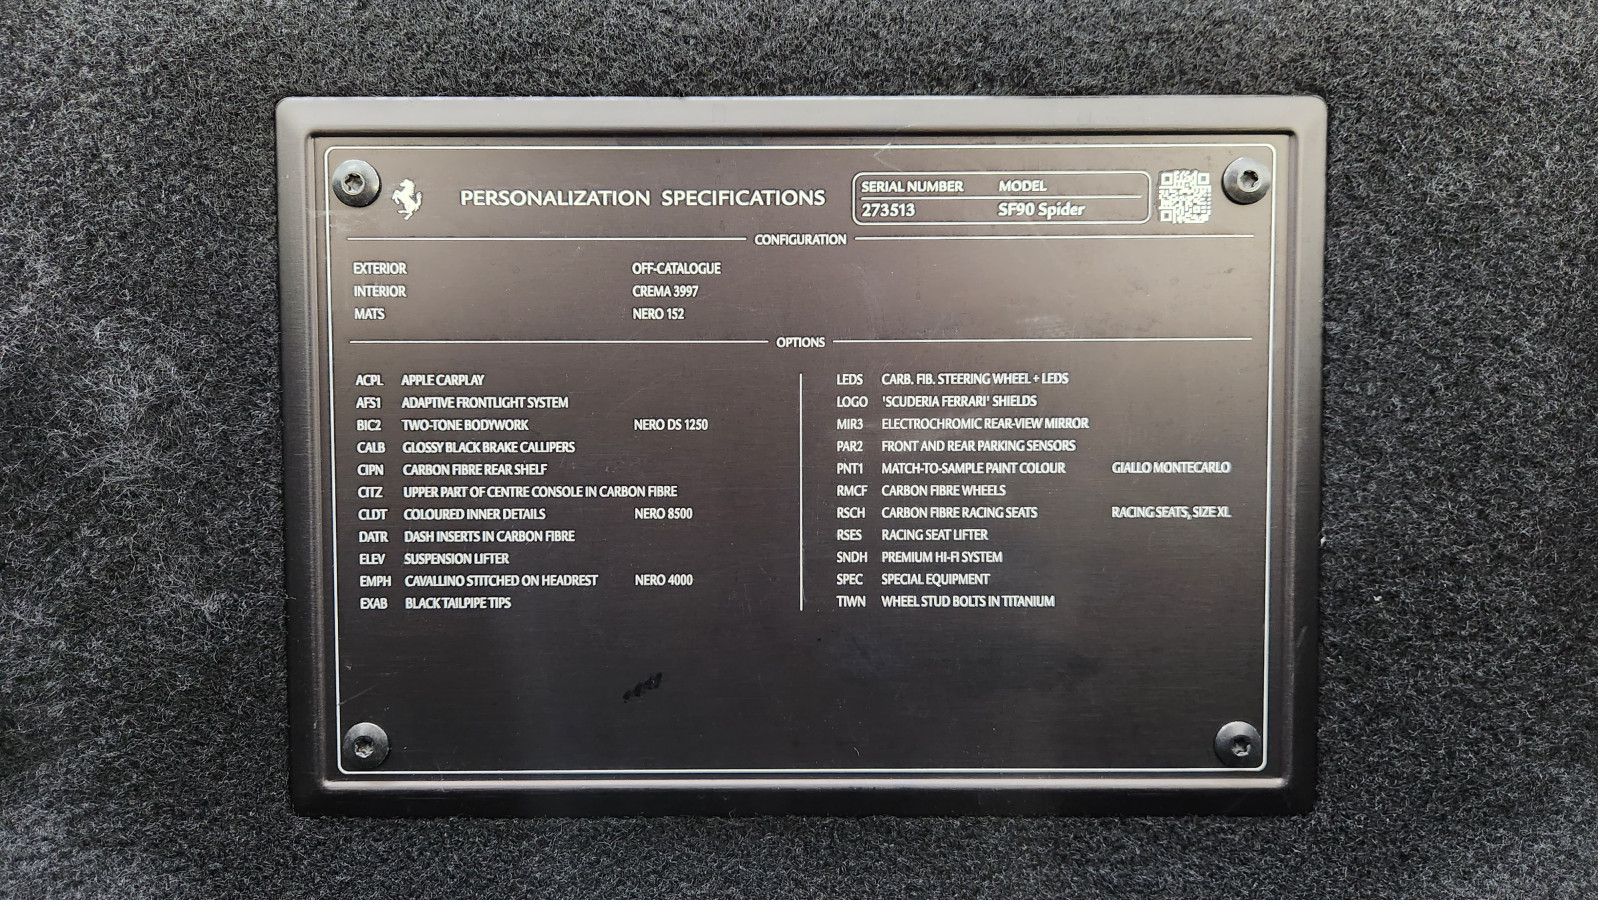 PERSONALIZATION SPECIFICATIONS
SERIAL NUMBER MODEL
273513 SF90 Spider
CONFIGURATION
EXTERIOR OFF-CATALOGUE
INTERIOR CREMA 3997
MATS NERO 152
OPTIONS
ACPL APPLE CARPLAY
AFS1 ADAPTIVE FRONTLIGHT SYSTEM
BIC2 TWO-TONE BODYWORK NERO DS 1250
CALB GLOSSY BLACK BRAKE CALLIPERS
CIPN CARBON FIBRE REAR SHELF
CITZ UPPER PART OF CENTRE CONSOLE IN CARBON FIBRE
CLDT COLOURED INNER DETAILS NERO 8500
DATR DASH INSERTS IN CARBON FIBRE
ELEV SUSPENSION LIFTER
EMPH CAVALLINO STITCHED ON HEADREST NERO 4000
EXAB BLACK TAILPIPE TIPS
LEDS CARB. FIB. STEERING WHEEL + LEDS
LOGO 'SCUDERIA FERRARI' SHIELDS
MIR3 ELECTROCHROMIC REAR-VIEW MIRROR
PAR2 FRONT AND REAR PARKING SENSORS
PNT1 MATCH-TO-SAMPLE PAINT COLOUR GIALLO MONTECARLO
RMCF CARBON FIBRE WHEELS
RSCH CARBON FIBRE RACING SEATS RACING SEATS, SIZE XL
RSES RACING SEAT LIFTER
SNDH PREMIUM HI-FI SYSTEM
SPEC SPECIAL EQUIPMENT
TIWN WHEEL STUD BOLTS IN TITANIUM